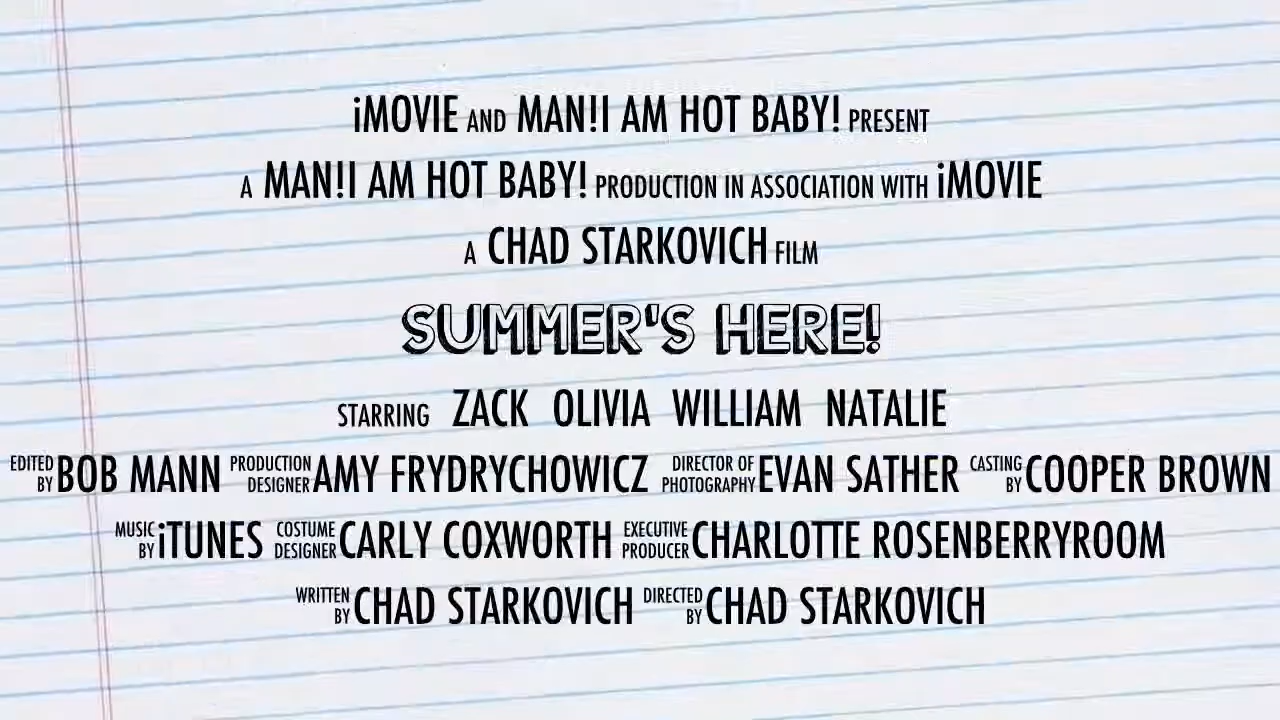 iMOVIE AND MAN!I AM HOT BABY! PRESENT
A MAN!I AM HOT BABY! PRODUCTION IN ASSOCIATION WITH iMOVIE
A CHAD STARKOVICH FILM
SUMMER'S HERE!
STARRING ZACK OLIVIA WILLIAM NATALIE
EDITED BY BOB MANN PRODUCTION DESIGNER AMY FRYDRYCHOWICZ DIRECTOR OF PHOTOGRAPHY EVAN SATHER CASTING BY COOPER BROWN
MUSIC BY iTUNES COSTUME DESIGNER CARLY COXWORTH EXECUTIVE PRODUCER CHARLOTTE ROSENBERRYROOM
WRITTEN BY CHAD STARKOVICH DIRECTED BY CHAD STARKOVICH